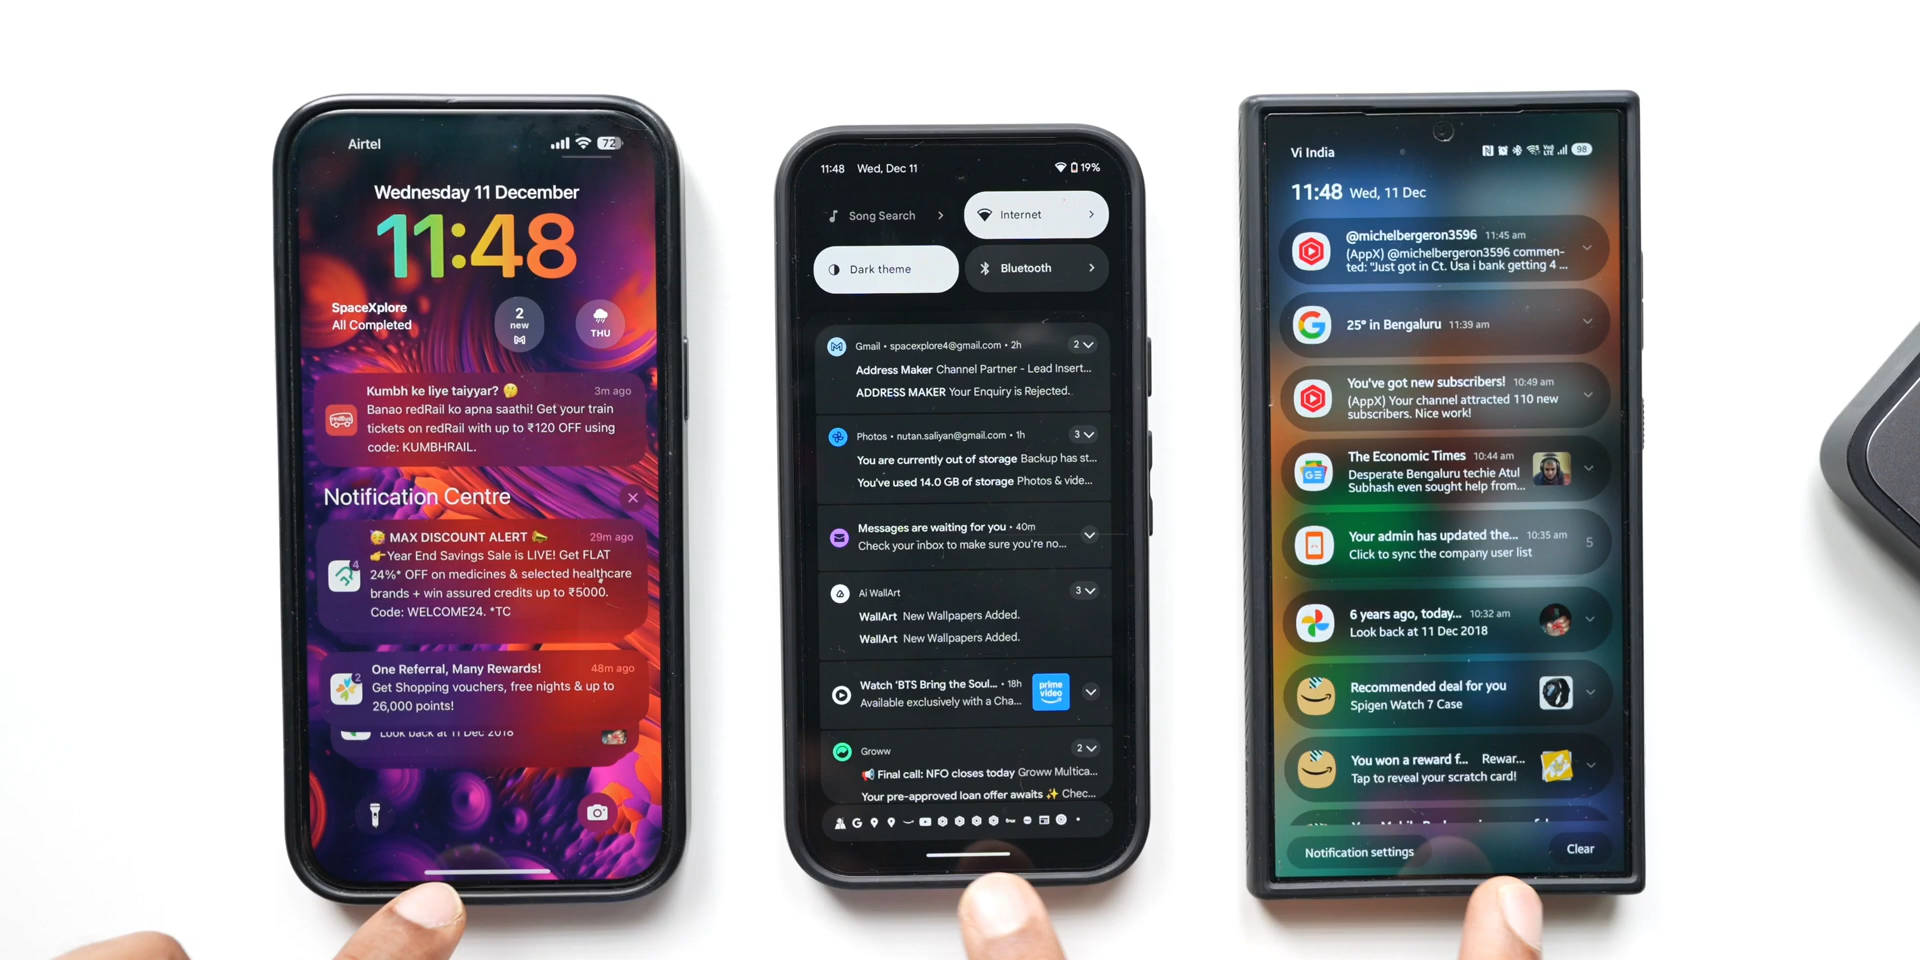 Airtel
72
Wednesday 11 December
11:48
SpaceXplore
All Completed
2
new
THU
Kumbh ke liye taiyyar? 🤔 3m ago
Banao redRail ko apna saathi! Get your train
tickets on redRail with up to ₹120 OFF using
code: KUMBHRAIL.
Notification Centre
🥳 MAX DISCOUNT ALERT 📣 29m ago
👉Year End Savings Sale is LIVE! Get FLAT
24%* OFF on medicines & selected healthcare
brands + win assured credits up to ₹5000.
Code: WELCOME24. *TC
4
One Referral, Many Rewards! 48m ago
Get Shopping vouchers, free nights & up to
26,000 points!
2
Look back at 11 Dec 2018
11:48 Wed, Dec 11 19%
Song Search
Internet
Dark theme
Bluetooth
Gmail • spacexplore4@gmail.com • 2h 2
Address Maker Channel Partner - Lead Insert...
ADDRESS MAKER Your Enquiry is Rejected.
Photos • nutan.saliyan@gmail.com • 1h 3
You are currently out of storage Backup has st...
You've used 14.0 GB of storage Photos & vide...
Messages are waiting for you • 40m
Check your inbox to make sure you're no...
Ai WallArt 3
WallArt New Wallpapers Added.
WallArt New Wallpapers Added.
Watch 'BTS Bring the Soul... • 18h
Available exclusively with a Cha...
prime
video
Groww 2
📢 Final call: NFO closes today Groww Multica...
Your pre-approved loan offer awaits ✨ Chec...
Vi India
98
11:48 Wed, 11 Dec
@michelbergeron3596 11:45 am
(AppX) @michelbergeron3596 commen-
ted: "Just got in Ct. Usa i bank getting 4 ...
25° in Bengaluru 11:39 am
You've got new subscribers! 10:49 am
(AppX) Your channel attracted 110 new
subscribers. Nice work!
The Economic Times 10:44 am
Desperate Bengaluru techie Atul
Subhash even sought help from...
Your admin has updated the... 10:35 am
Click to sync the company user list
5
6 years ago, today... 10:32 am
Look back at 11 Dec 2018
Recommended deal for you
Spigen Watch 7 Case
You won a reward f... Rewar...
Tap to reveal your scratch card!
Notification settings
Clear